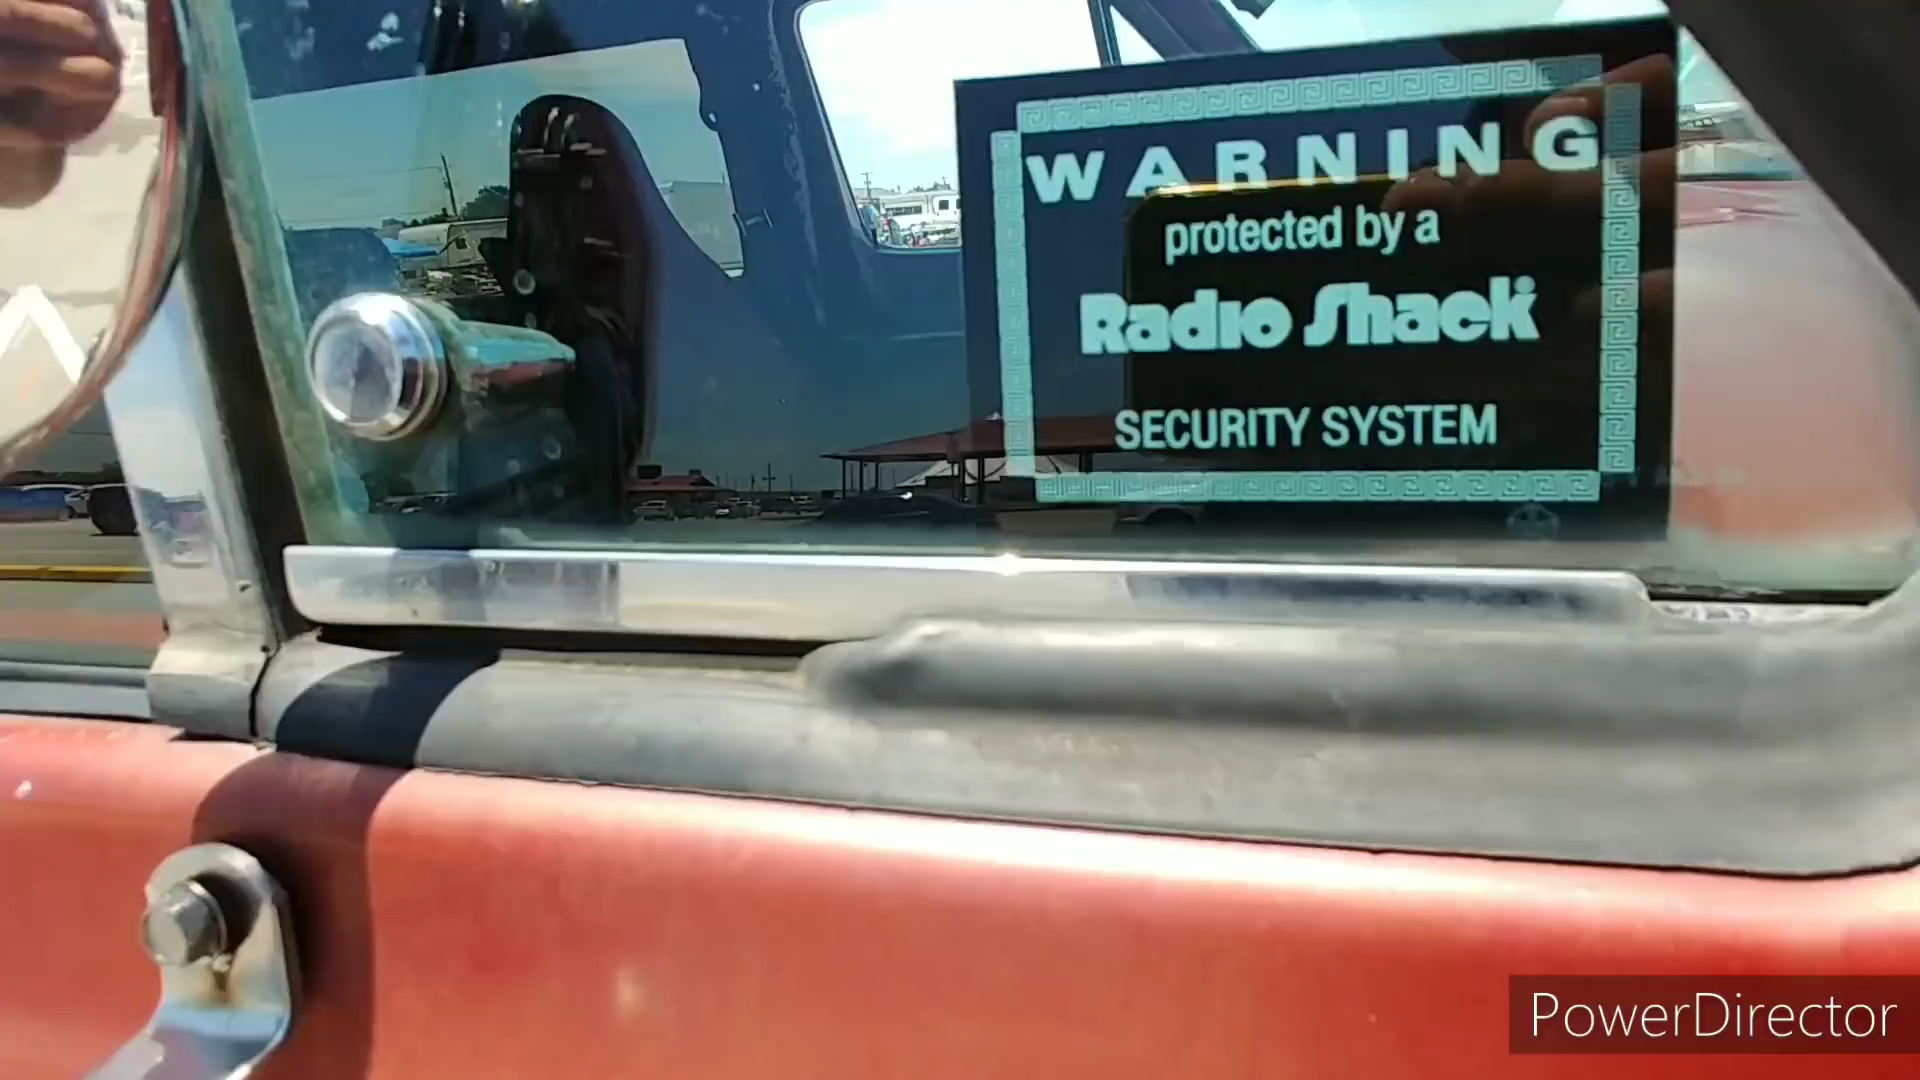 WARNING
protected by a
Radio Shack
SECURITY SYSTEM
PowerDirector